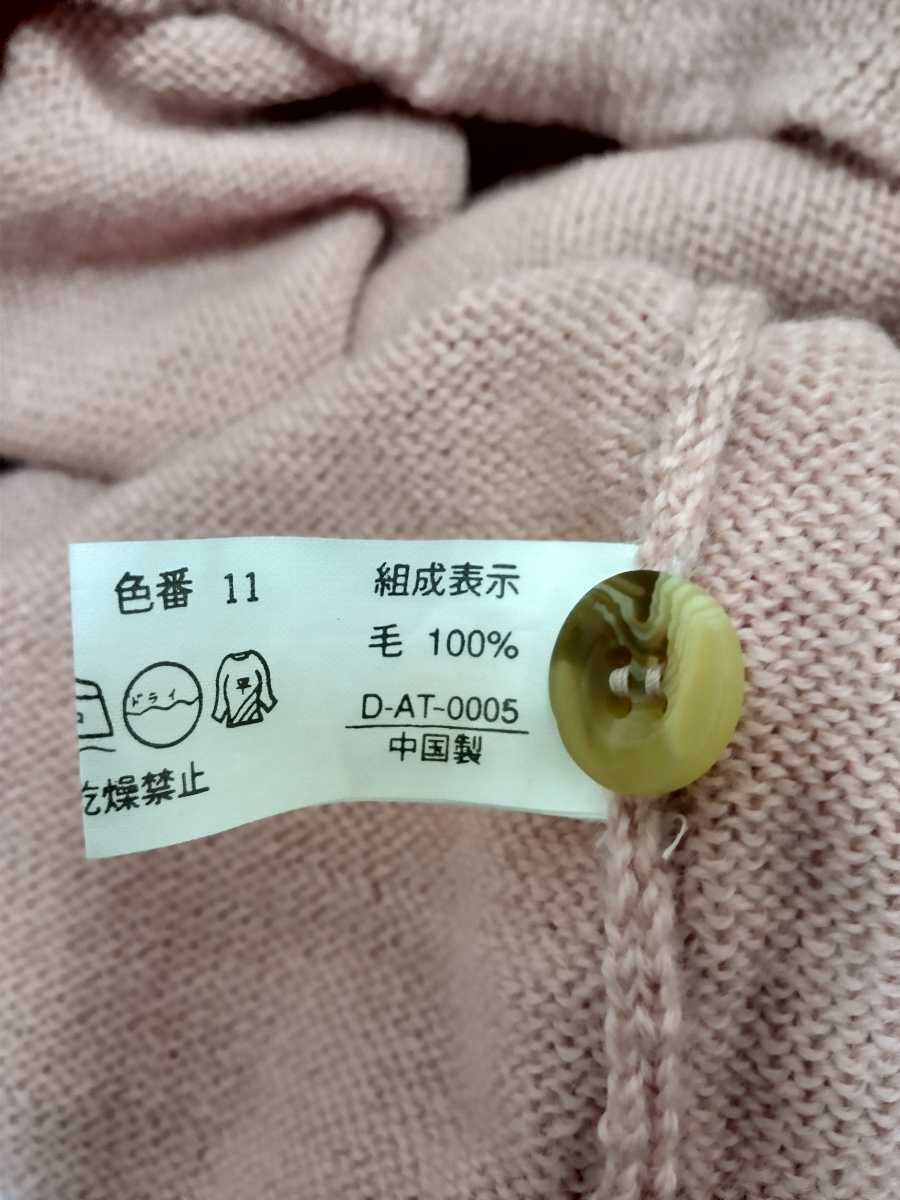 色番 11
組成表示
毛 100%
ドライ
平
D-AT-0005
中国製
乾燥禁止